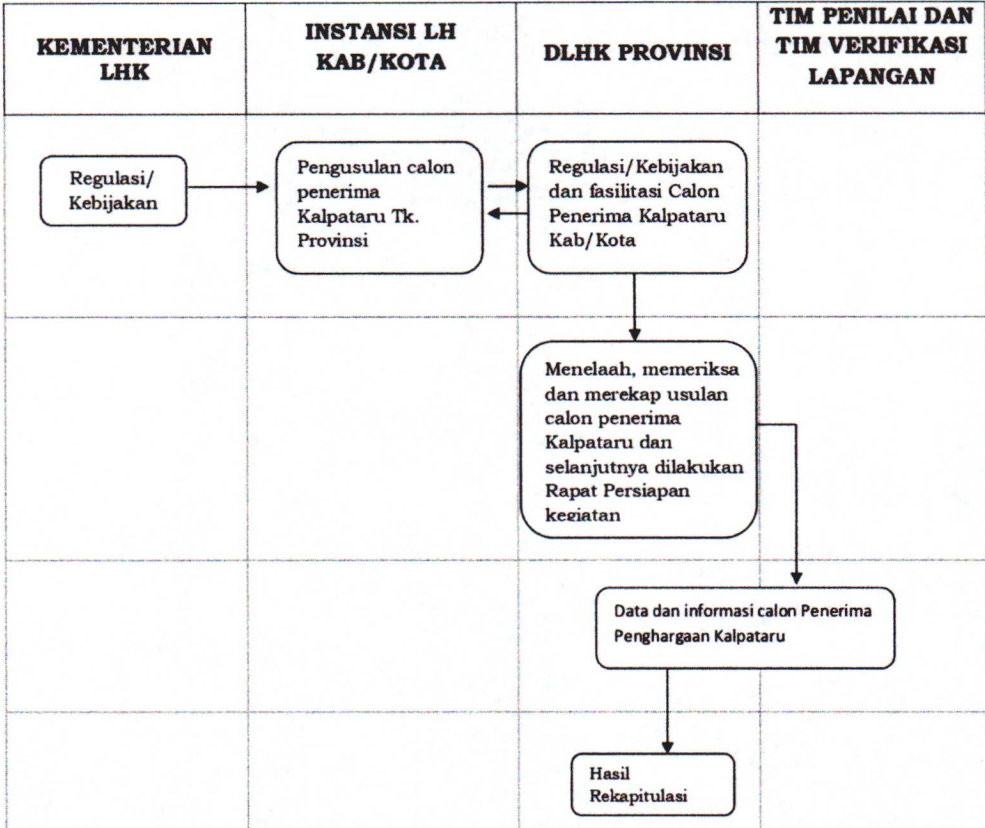 KEMENTERIAN
LHK
INSTANSI LH
KAB/KOTA
DLHK PROVINSI
TIM PENILAI DAN
TIM VERIFIKASI
LAPANGAN
Regulasi/
Kebijakan
Pengusulan calon
penerima
Kalpataru Tk.
Provinsi
Regulasi/Kebijakan
dan fasilitasi Calon
Penerima Kalpataru
Kab/Kota
Menelaah, memeriksa
dan merekap usulan
calon penerima
Kalpataru dan
selanjutnya dilakukan
Rapat Persiapan
kegiatan
Data dan informasi calon Penerima
Penghargaan Kalpataru
Hasil
Rekapitulasi